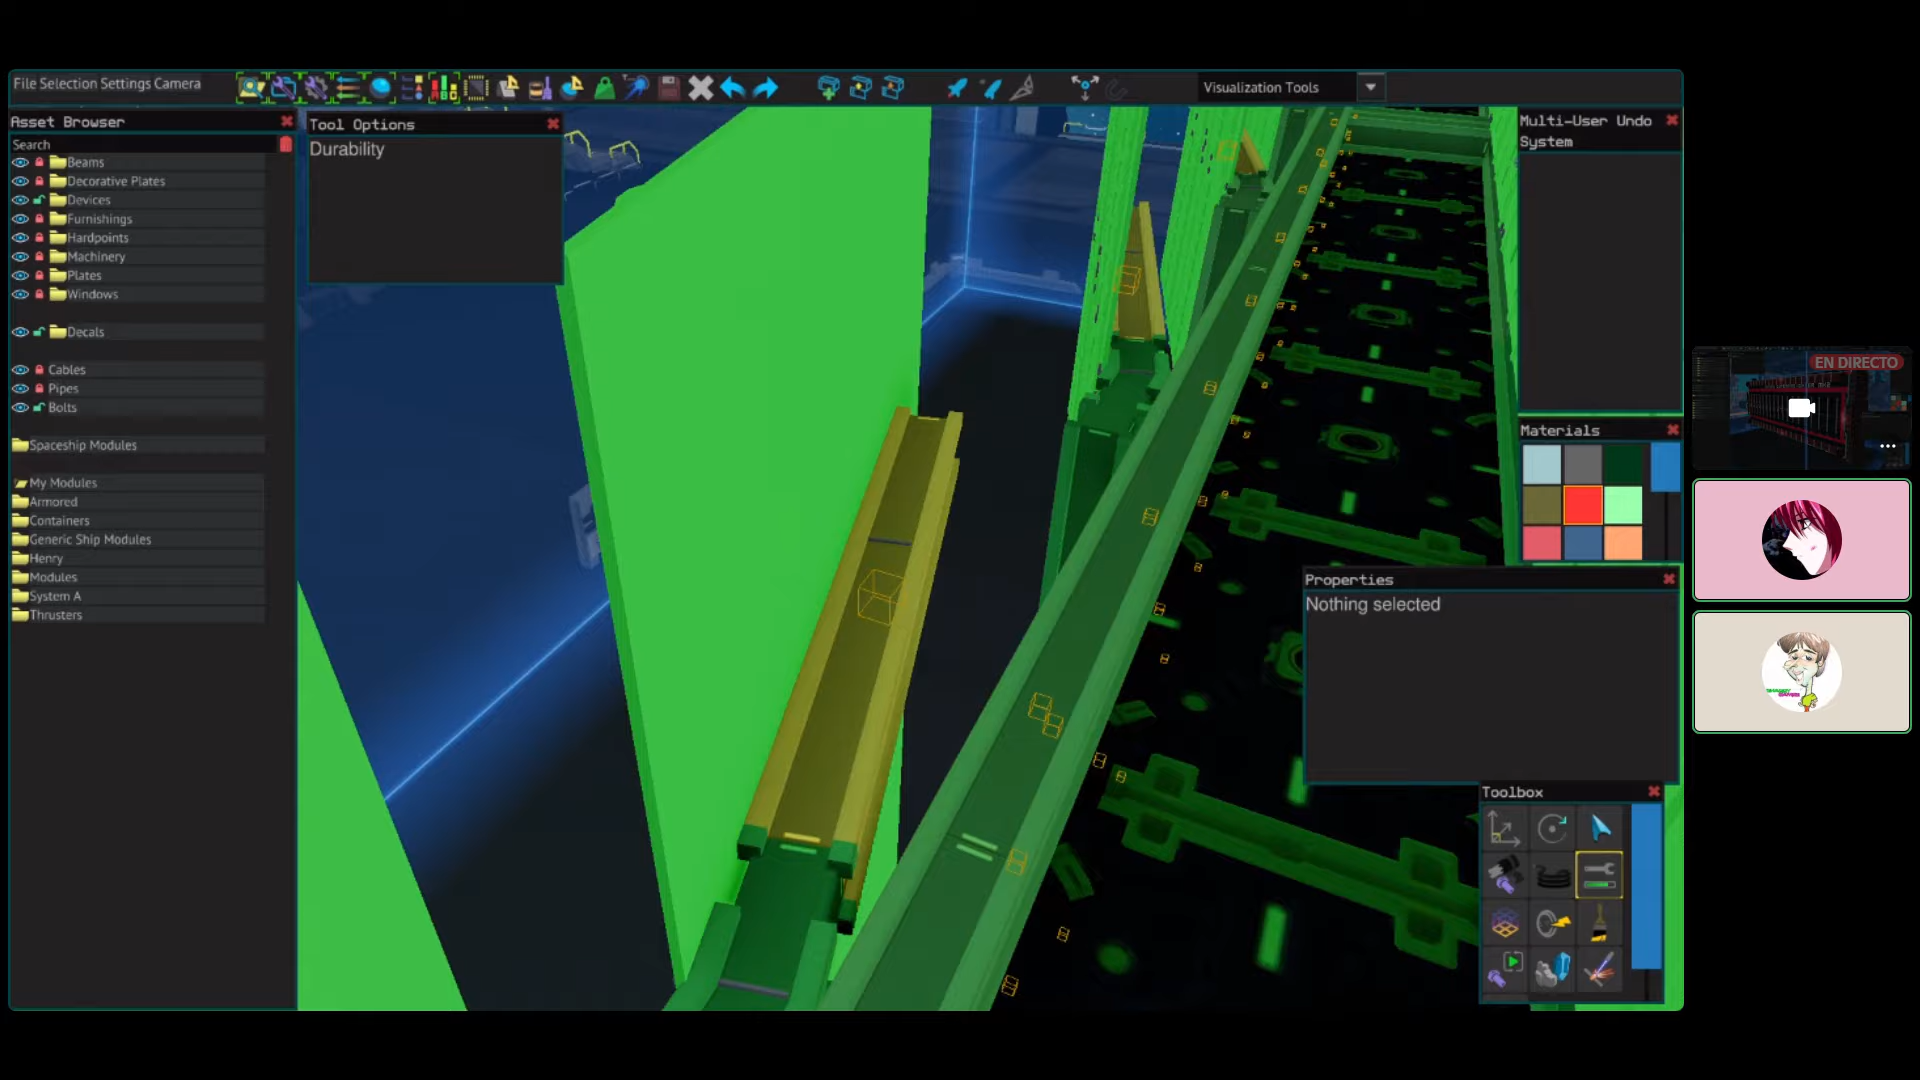 File Selection Settings Camera
Visualization Tools
Asset Browser
Search
Beams
Decorative Plates
Devices
Furnishings
Hardpoints
Machinery
Plates
Windows
Decals
Cables
Pipes
Bolts
Spaceship Modules
My Modules
Armored
Containers
Generic Ship Modules
Henry
Modules
System A
Thrusters
Tool Options
Durability
Multi-User Undo
System
Materials
Properties
Nothing selected
Toolbox
EN DIRECTO